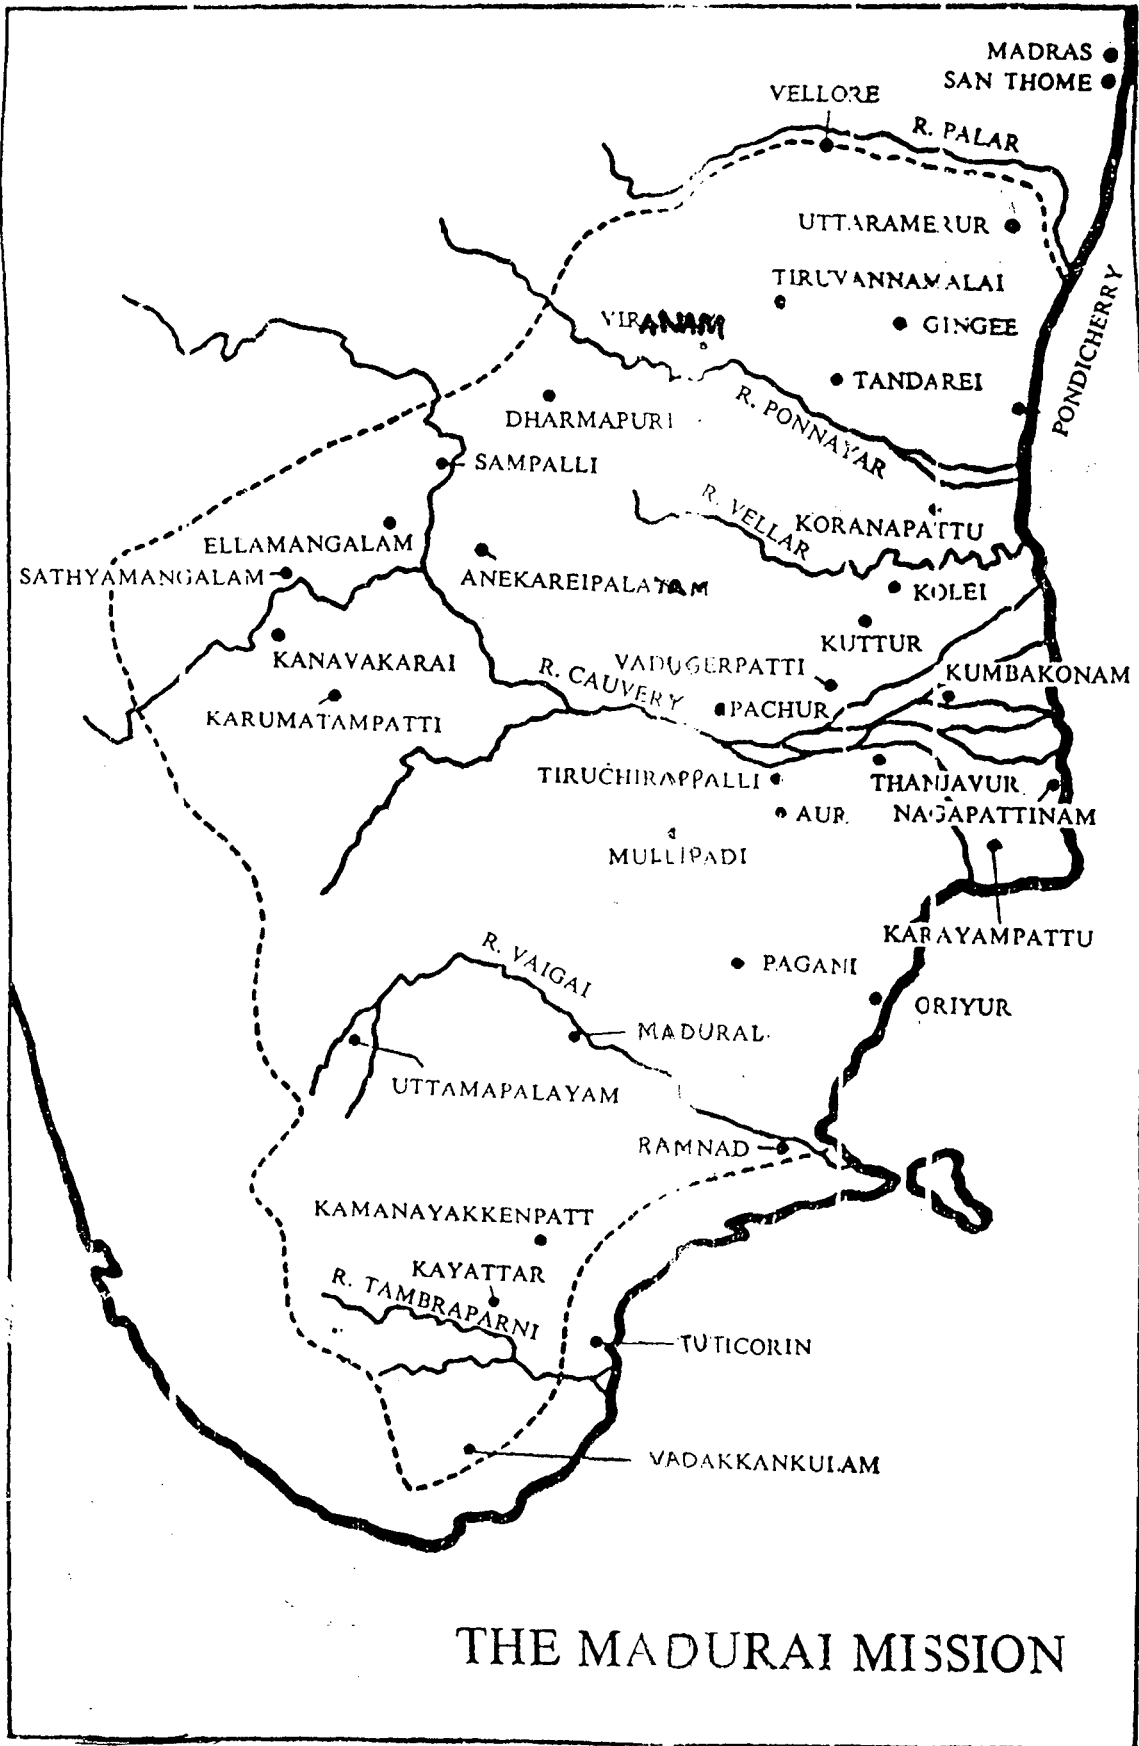 MADRAS
SAN THOME
VELLORE
R. PALAR
UTTARAMERUR
TIRUVANNAMALAI
VIRANAM
GINGEE
PONDICHERRY
TANDAREI
DHARMAPURI
R. PONNAYAR
SAMPALLI
R. VELLAR
KORANAPATTU
ELLAMANGALAM
SATHYAMANGALAM
ANEKAREIPALAYAM
KOLEI
KUTTUR
KANAVAKARAI
VADUGERPATTI
R. CAUVERY
KUMBAKONAM
KARUMATAMPATTI
PACHUR
TIRUCHIRAPPALLI
THANJAVUR
AUR
NAGAPATTINAM
MULLIPADI
KARAYAMPATTU
R. VAIGAI
PAGANI
ORIYUR
MADURAI
UTTAMAPALAYAM
RAMNAD
KAMANAYAKKENPATT
KAYATTAR
R. TAMBRAPARNI
TUTICORIN
VADAKKANKULAM
THE MADURAI MISSION